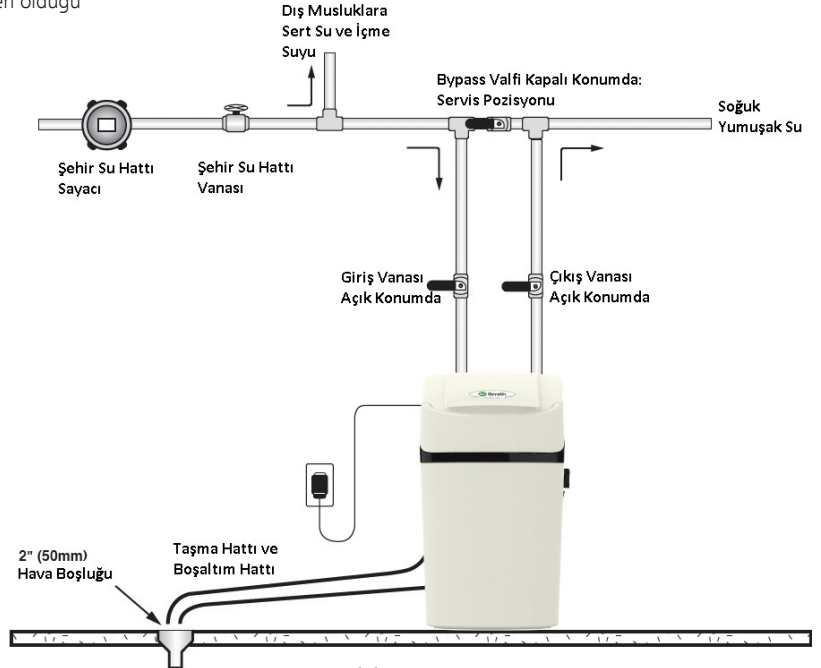 olduğu
Dış Musluklara
Sert Su ve İçme
Suyu
Bypass Valfi Kapalı Konumda:
Servis Pozisyonu
Soğuk
Yumuşak Su
Şehir Su Hattı
Sayacı
Şehir Su Hattı
Vanası
Giriş Vanası
Açık Konumda
Çıkış Vanası
Açık Konumda
Smith
2" (50mm)
Hava Boşluğu
Taşma Hattı ve
Boşaltım Hattı